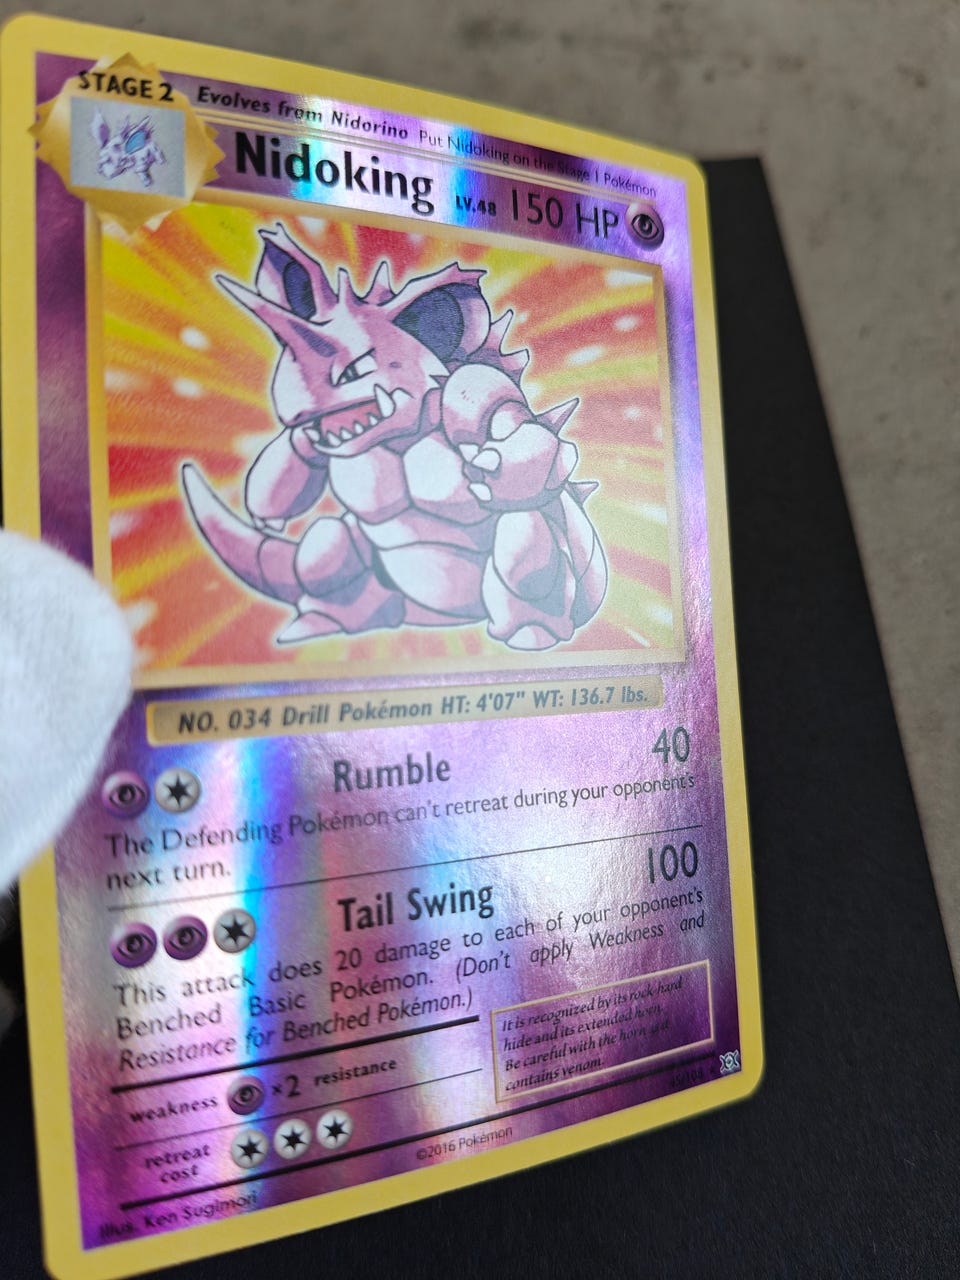 STAGE 2 Evolves from Nidorino Put Nidoking on the Stage 1 Pokémon
Nidoking LV.48 150 HP
NO. 034 Drill Pokémon HT: 4'07" WT: 136.7 lbs.
Rumble 40
The Defending Pokémon can't retreat during your opponent's
next turn.
Tail Swing 100
This attack does 20 damage to each of your opponent's
Benched Basic Pokémon. (Don't apply Weakness and
Resistance for Benched Pokémon.)
It is recognized by its rock-hard
hide and its extended horn.
Be careful with the horn, as it
contains venom.
weakness ×2 resistance
45/108
retreat
cost
©2016 Pokémon
Illus. Ken Sugimori